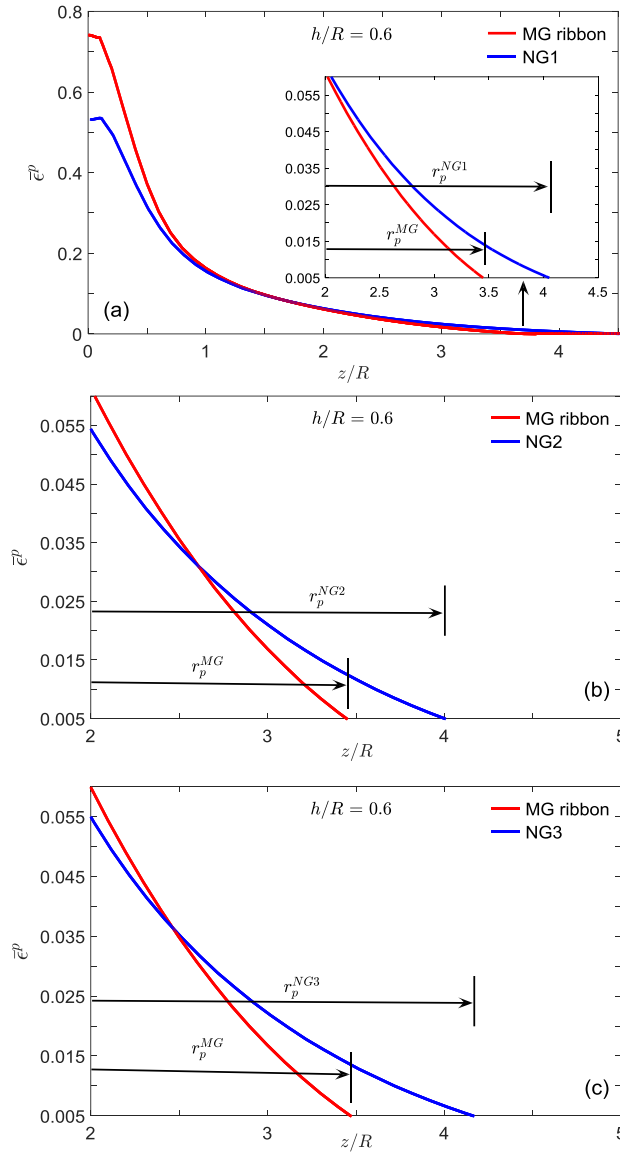 h/R = 0.6
MG ribbon
NG1
0.8
0.6
0.4
0.2
0
ε̄ᵖ
0.055
0.045
0.035
0.025
0.015
0.005
r_p^{NG1}
r_p^{MG}
2 2.5 3 3.5 4 4.5
(a)
0 1 2 3 4
z/R
h/R = 0.6
MG ribbon
NG2
0.055
0.045
0.035
0.025
0.015
0.005
ε̄ᵖ
r_p^{NG2}
r_p^{MG}
(b)
2 3 4 5
z/R
h/R = 0.6
MG ribbon
NG3
0.055
0.045
0.035
0.025
0.015
0.005
ε̄ᵖ
r_p^{NG3}
r_p^{MG}
(c)
2 3 4 5
z/R